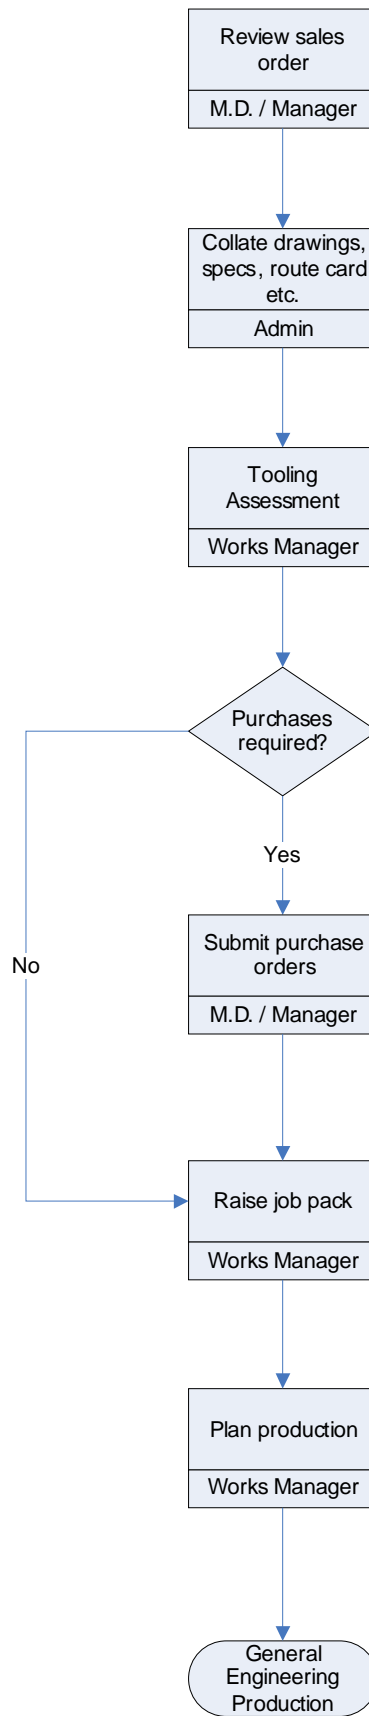 Review sales
order
M.D. / Manager
Collate drawings,
specs, route card
etc.
Admin
Tooling
Assessment
Works Manager
Purchases
required?
Yes
Submit purchase
orders
No
M.D. / Manager
Raise job pack
Works Manager
Plan production
Works Manager
General
Engineering
Production